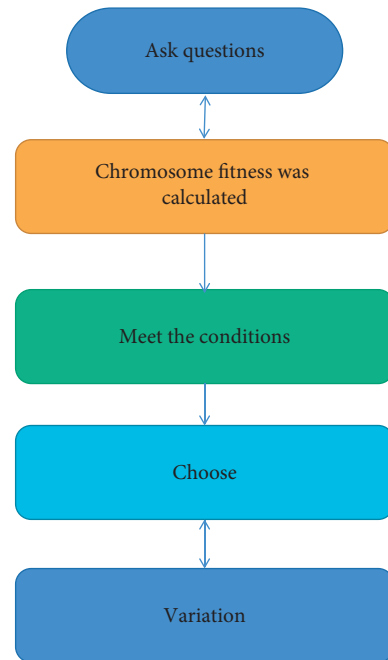 Ask questions
Chromosome fitness was
calculated
Meet the conditions
Choose
Variation